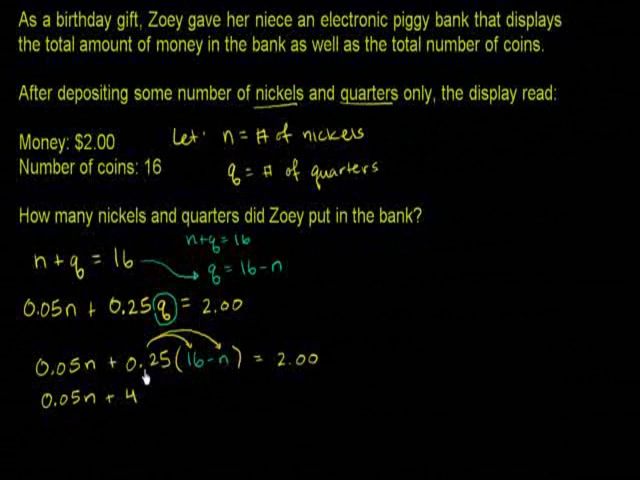 As a birthday gift, Zoey gave her niece an electronic piggy bank that displays
the total amount of money in the bank as well as the total number of coins.
After depositing some number of nickels and quarters only, the display read:
Money: $2.00
Number of coins: 16
Let: n = # of nickels
q = # of quarters
How many nickels and quarters did Zoey put in the bank?
n + q = 16
n+q=16
q = 16-n
0.05n + 0.25q = 2.00
0.05n + 0.25(16-n) = 2.00
0.05n + 4